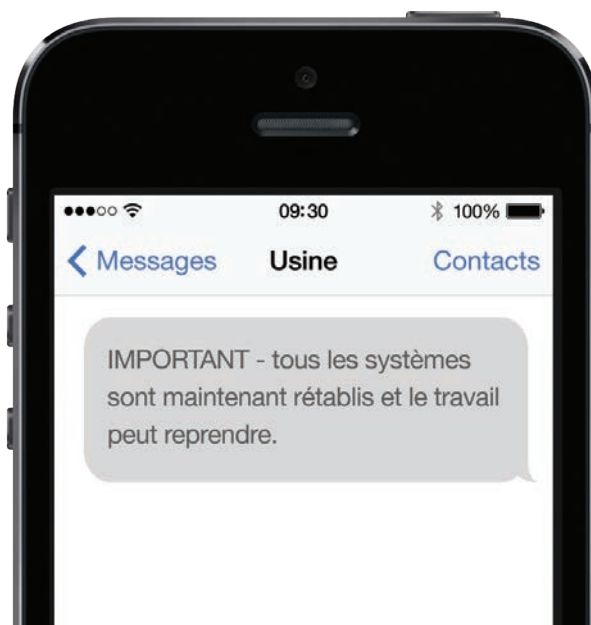 09:30
100%
Messages
Usine
Contacts
IMPORTANT - tous les systèmes
sont maintenant rétablis et le travail
peut reprendre.